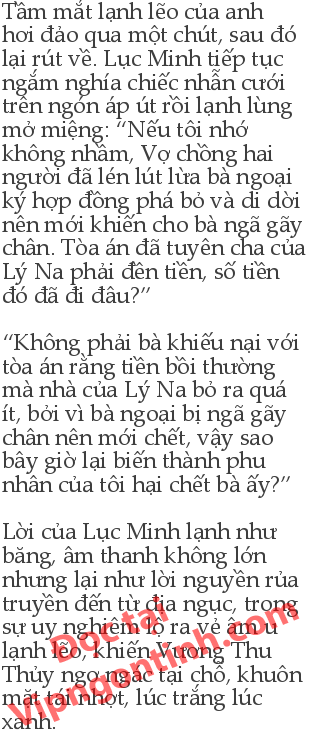 Tầm mắt lạnh lẽo của anh
hơi đảo qua một chút, sau đó
lại rút về. Lục Minh tiếp tục
ngắm nghía chiếc nhẫn cưới
trên ngón áp út rồi lạnh lùng
mở miệng: “Nếu tôi nhớ
không nhầm, Vợ chồng hai
người đã lén lút lừa bà ngoại
ký hợp đồng phá bỏ và di dời
nên mới khiến cho bà ngã gãy
chân. Tòa án đã tuyên cha của
Lý Na phải đền tiền, số tiền
đó đã đi đâu?”
“Không phải bà khiếu nại với
tòa án rằng tiền bồi thường
mà nhà của Lý Na bỏ ra quá
ít, bởi vì bà ngoại bị ngã gãy
chân nên mới chết, vậy sao
bây giờ lại biến thành phu
nhân của tôi hại chết bà ấy?”
Lời của Lục Minh lạnh như
băng, âm thanh không lớn
nhưng lại như lời nguyền rủa
truyền đến từ địa ngục, trong
sự uy nghiêm lộ ra vẻ âm u
lạnh lẽo, khiến Vương Thu
Thủy ngơ ngác tại chỗ, khuôn
mặt tái nhợt, lúc trắng lúc
xanh.
Đọc tại
Vipngontinh.com